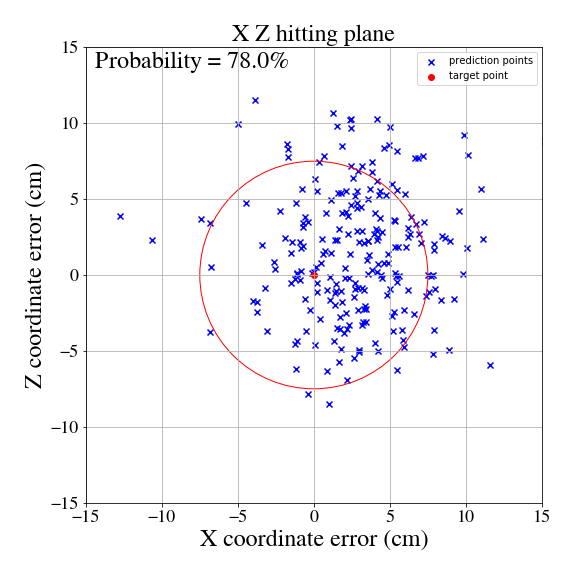 X Z hitting plane
Probability = 78.0%
prediction points
target point
15
10
5
0
−5
−10
−15
Z coordinate error (cm)
−15
−10
−5
0
5
10
15
X coordinate error (cm)